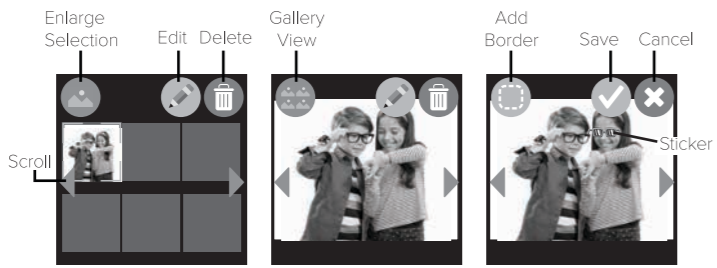 Enlarge
Selection
Edit
Delete
Gallery
View
Add
Border
Save
Cancel
Scroll
Sticker